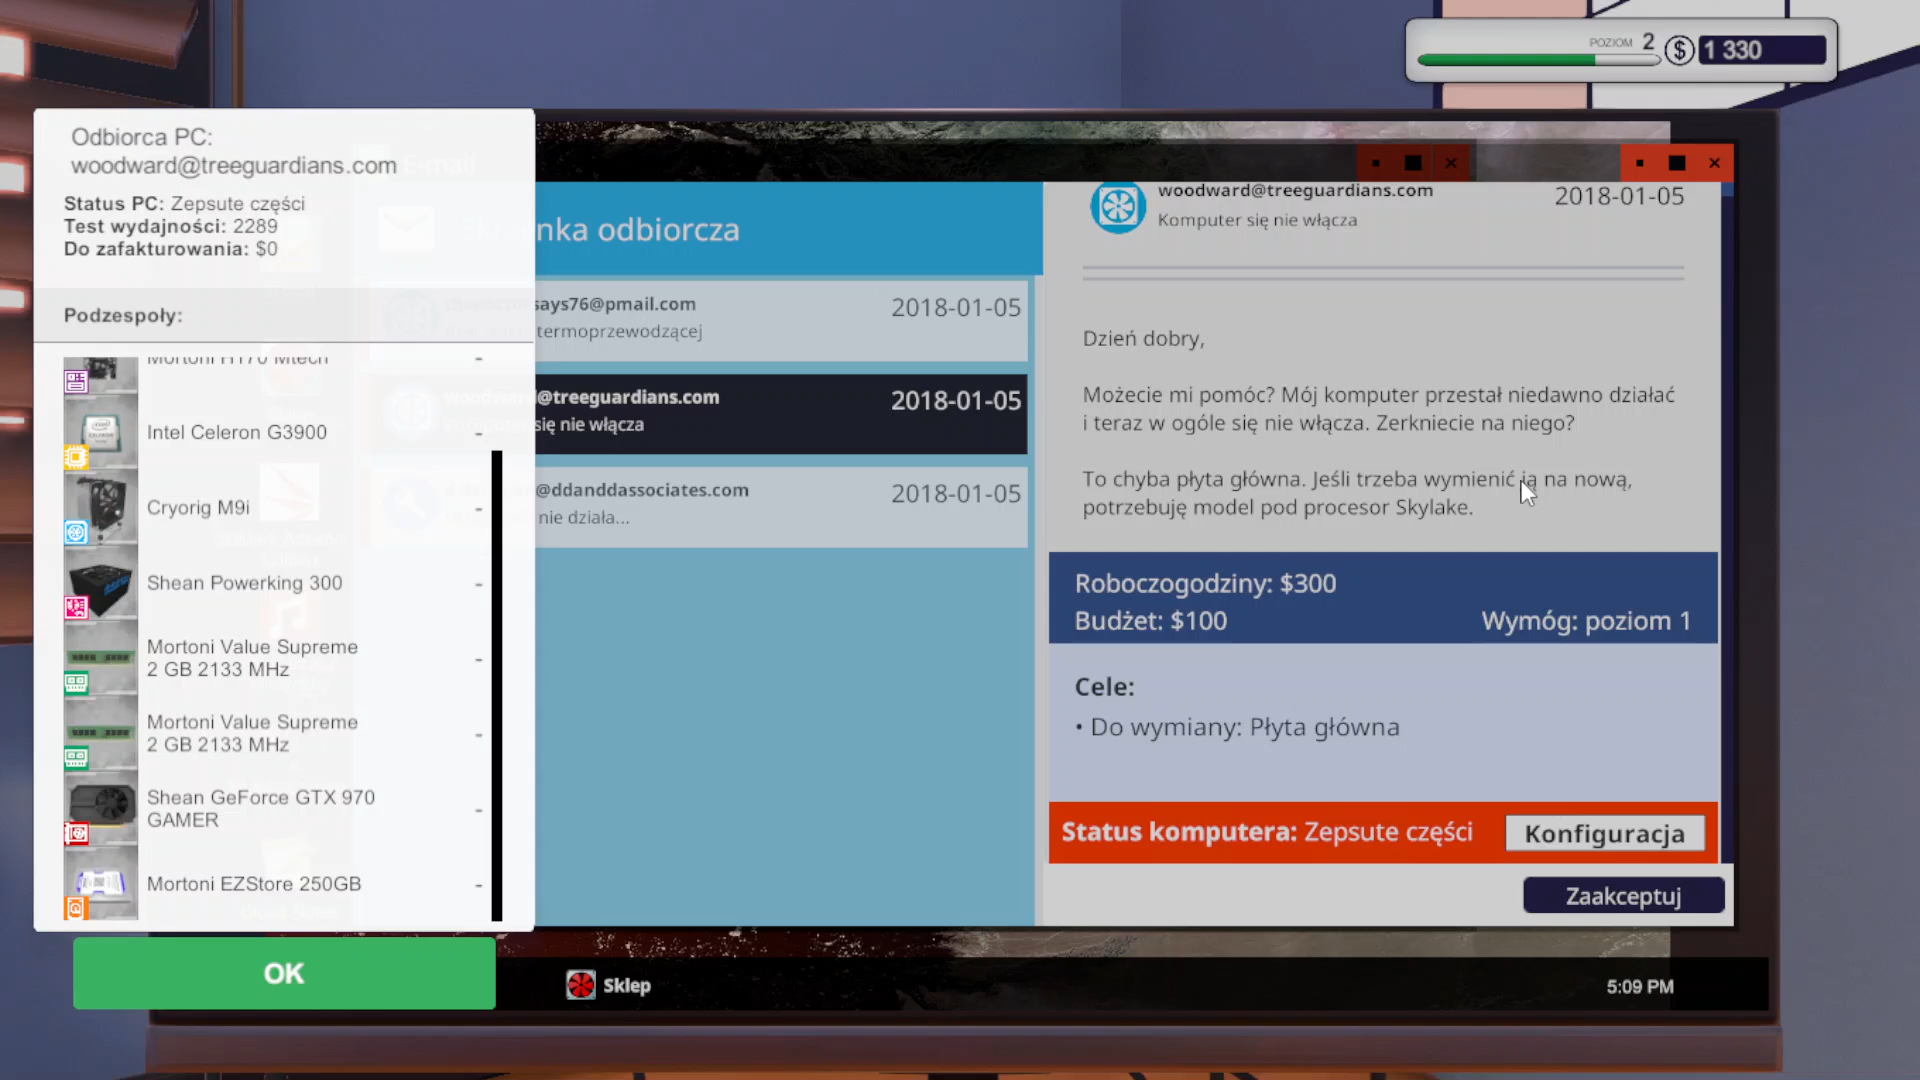 POZIOM 2
$ 1 330
Odbiorca PC:
woodward@treeguardians.com
Status PC: Zepsute części
Test wydajności: 2289
Do zafakturowania: $0
Podzespoły:
Mortoni H170 Mtech -
Intel Celeron G3900 -
Cryorig M9i -
Shean Powerking 300 -
Mortoni Value Supreme
2 GB 2133 MHz -
Mortoni Value Supreme
2 GB 2133 MHz -
Shean GeForce GTX 970
GAMER -
Mortoni EZStore 250GB -
OK
E-mail
nka odbiorcza
says76@pmail.com 2018-01-05
termoprzewodzącej
woodward@treeguardians.com 2018-01-05
się nie włącza
@ddanddassociates.com 2018-01-05
nie działa...
woodward@treeguardians.com 2018-01-05
Komputer się nie włącza
Dzień dobry,
Możecie mi pomóc? Mój komputer przestał niedawno działać
i teraz w ogóle się nie włącza. Zerkniecie na niego?
To chyba płyta główna. Jeśli trzeba wymienić ją na nową,
potrzebuję model pod procesor Skylake.
Roboczogodziny: $300
Budżet: $100 Wymóg: poziom 1
Cele:
• Do wymiany: Płyta główna
Status komputera: Zepsute części Konfiguracja
Zaakceptuj
Sklep
5:09 PM